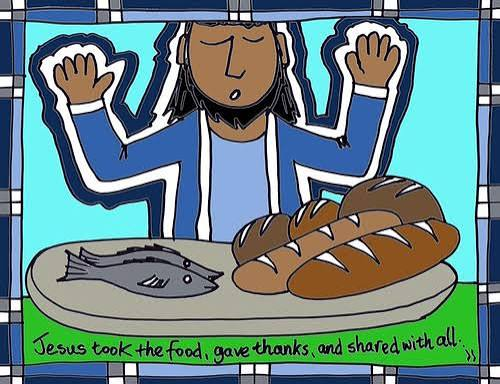 Jesus took the food, gave thanks, and shared with all.